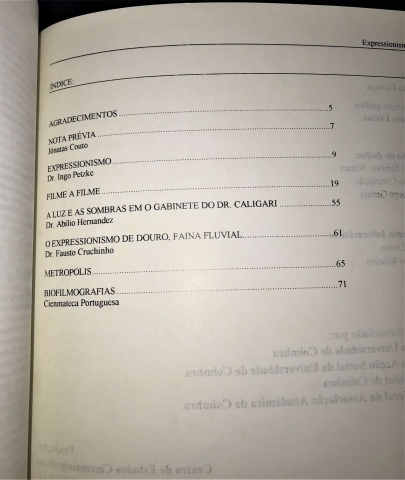 Expressionism
ÍNDICE:
AGRADECIMENTOS ..... 5
NOTA PRÉVIA ..... 7
Jónatas Couto
EXPRESSIONISMO ..... 9
Dr. Ingo Petzke
FILME A FILME ..... 19
A LUZ E AS SOMBRAS EM O GABINETE DO DR. CALIGARI ..... 55
Dr. Abílio Hernandez
O EXPRESSIONISMO DE DOURO, FAINA FLUVIAL ..... 61
Dr. Fausto Cruchinho
METROPOLIS ..... 65
BIOFILMOGRAFIAS ..... 71
Cienmateca Portuguesa